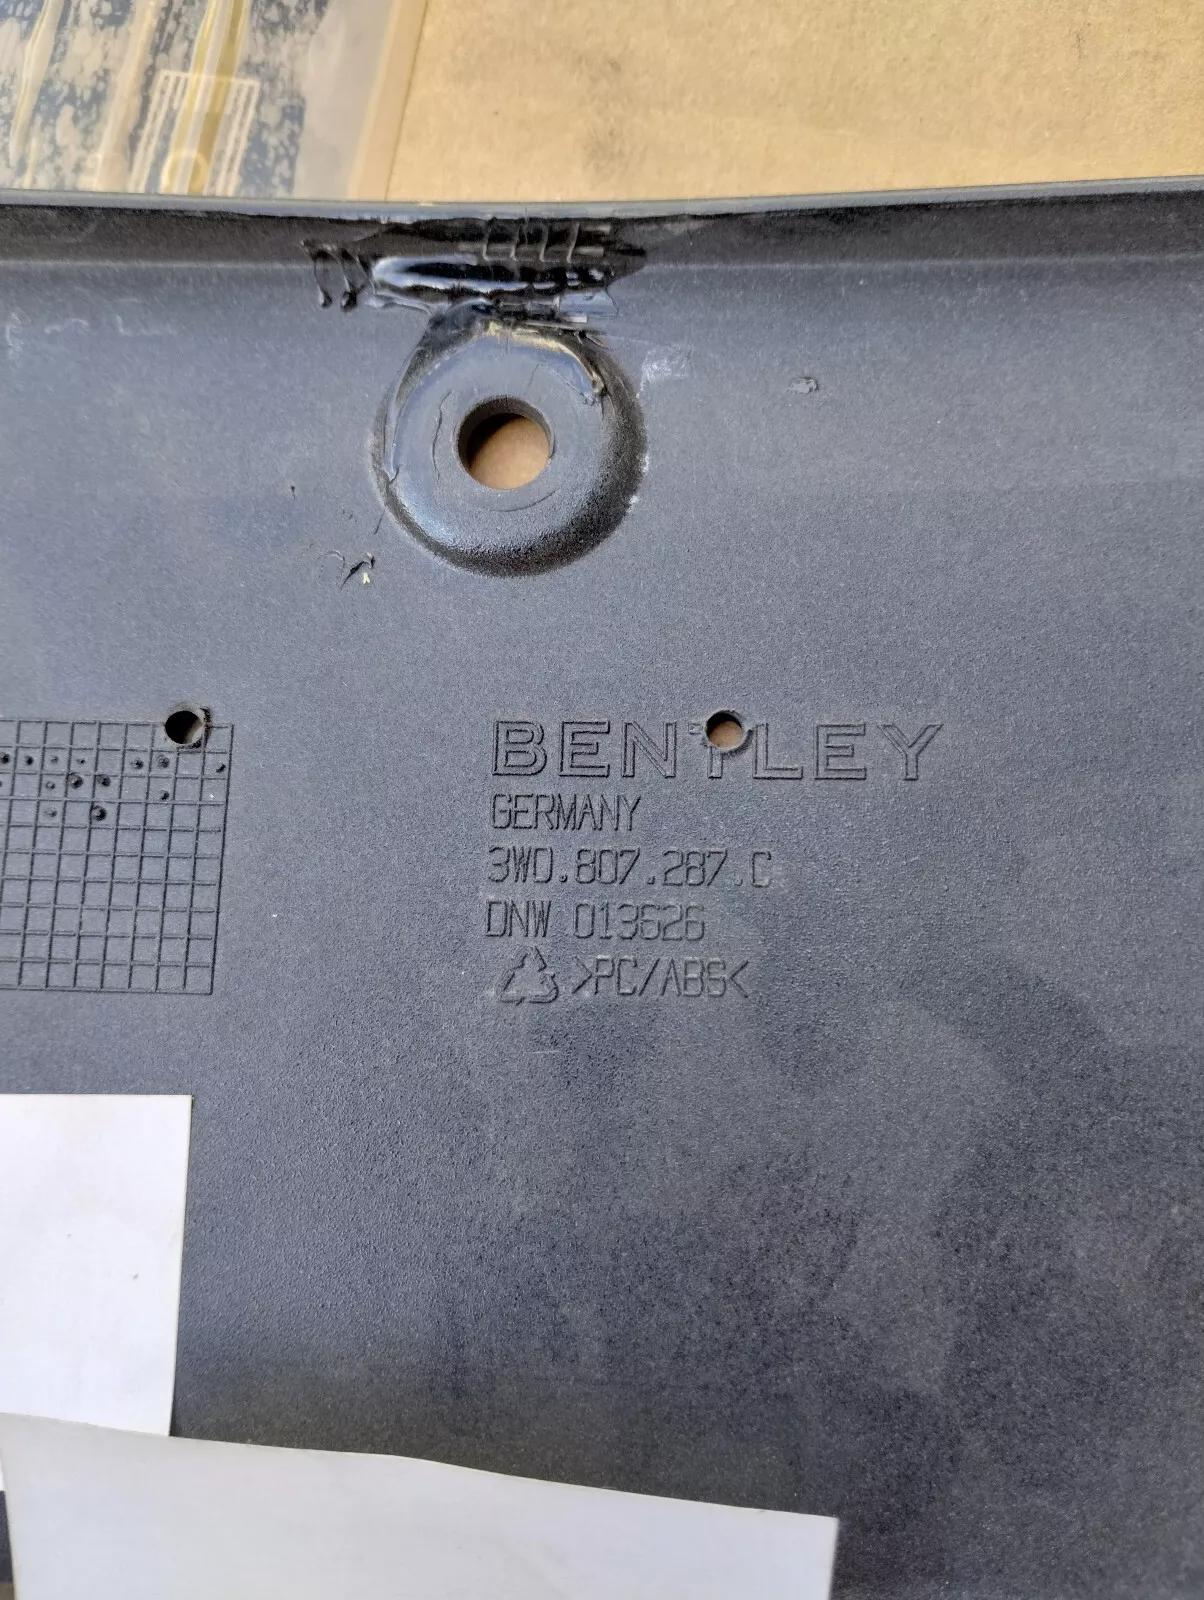 BENTLEY
GERMANY
3W0.807.287.C
DNW 013626
>PC/ABS<